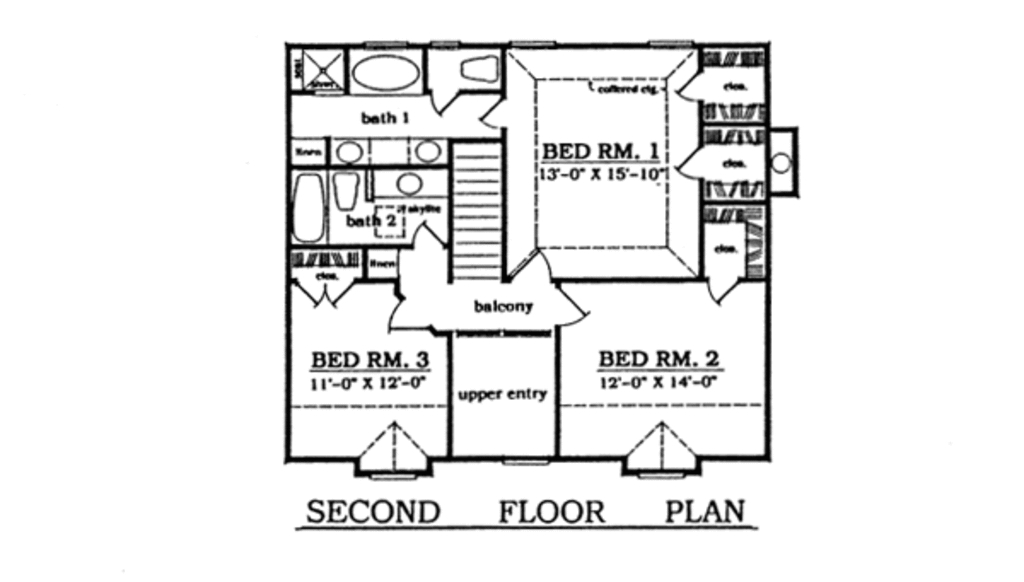 seat
shwr
bath 1
linen
coffered clg.
clos.
BED RM. 1
13'-0" X 15'-10"
clos.
skylite
bath 2
clos.
linen
clos.
balcony
BED RM. 3
11'-0" X 12'-0"
BED RM. 2
12'-0" X 14'-0"
upper entry
SECOND FLOOR PLAN